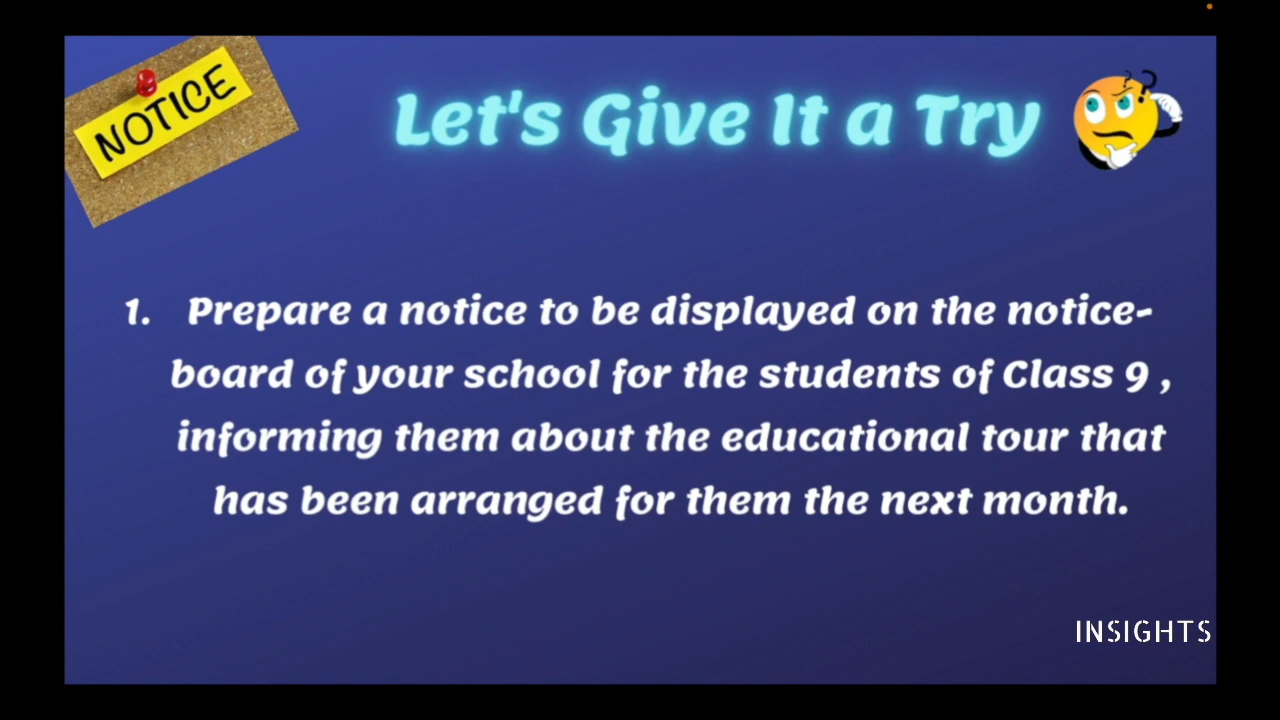 NOTICE
Let's Give It a Try
1. Prepare a notice to be displayed on the notice-
board of your school for the students of Class 9 ,
informing them about the educational tour that
has been arranged for them the next month.
INSIGHTS